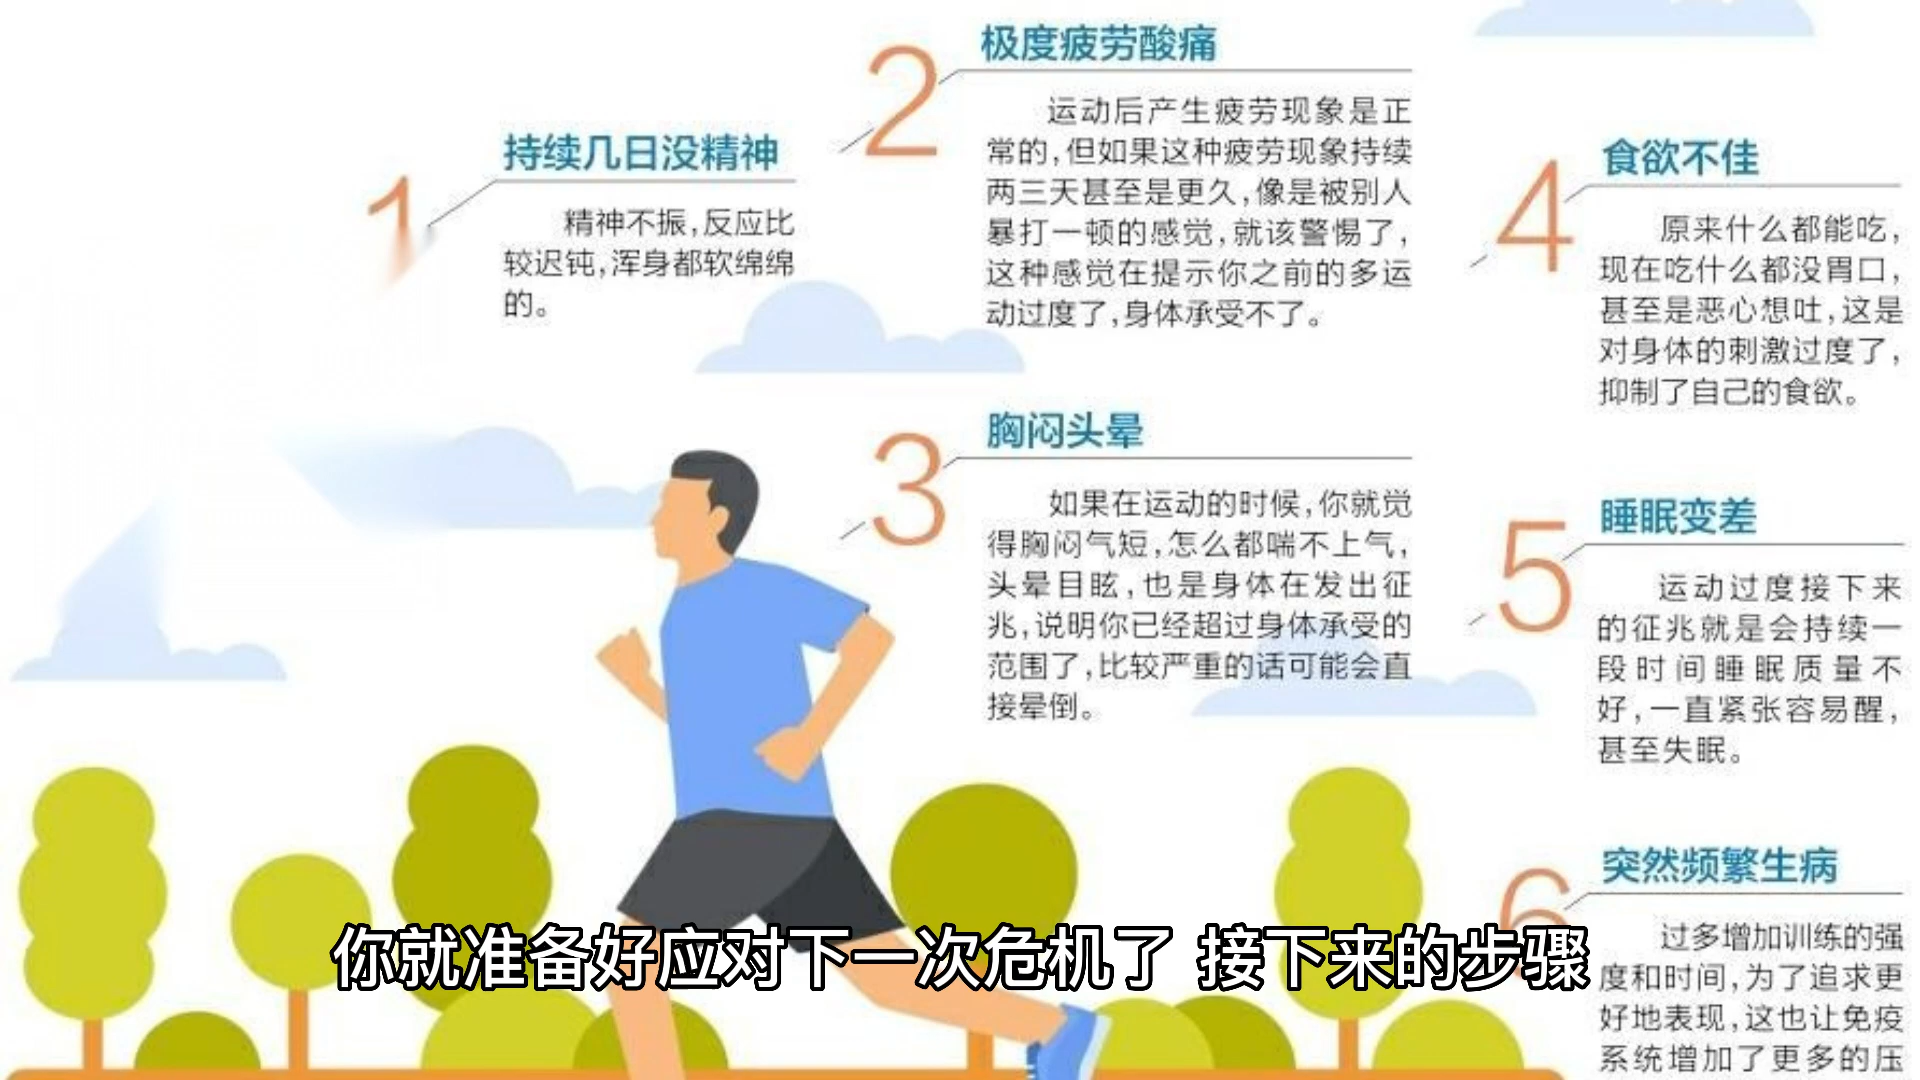 1
持续几日没精神
精神不振,反应比
较迟钝,浑身都软绵绵
的。
2
极度疲劳酸痛
运动后产生疲劳现象是正
常的,但如果这种疲劳现象持续
两三天甚至是更久,像是被别人
暴打一顿的感觉,就该警惕了,
这种感觉在提示你之前的多运
动过度了,身体承受不了。
3
胸闷头晕
如果在运动的时候,你就觉
得胸闷气短,怎么都喘不上气,
头晕目眩,也是身体在发出征
兆,说明你已经超过身体承受的
范围了,比较严重的话可能会直
接晕倒。
4
食欲不佳
原来什么都能吃,
现在吃什么都没胃口,
甚至是恶心想吐,这是
对身体的刺激过度了,
抑制了自己的食欲。
5
睡眠变差
运动过度接下来
的征兆就是会持续一
段时间睡眠质量不
好,一直紧张容易醒,
甚至失眠。
6
突然频繁生病
过多增加训练的强
度和时间,为了追求更
好地表现,这也让免疫
系统增加了更多的压
你就准备好应对下一次危机了 接下来的步骤